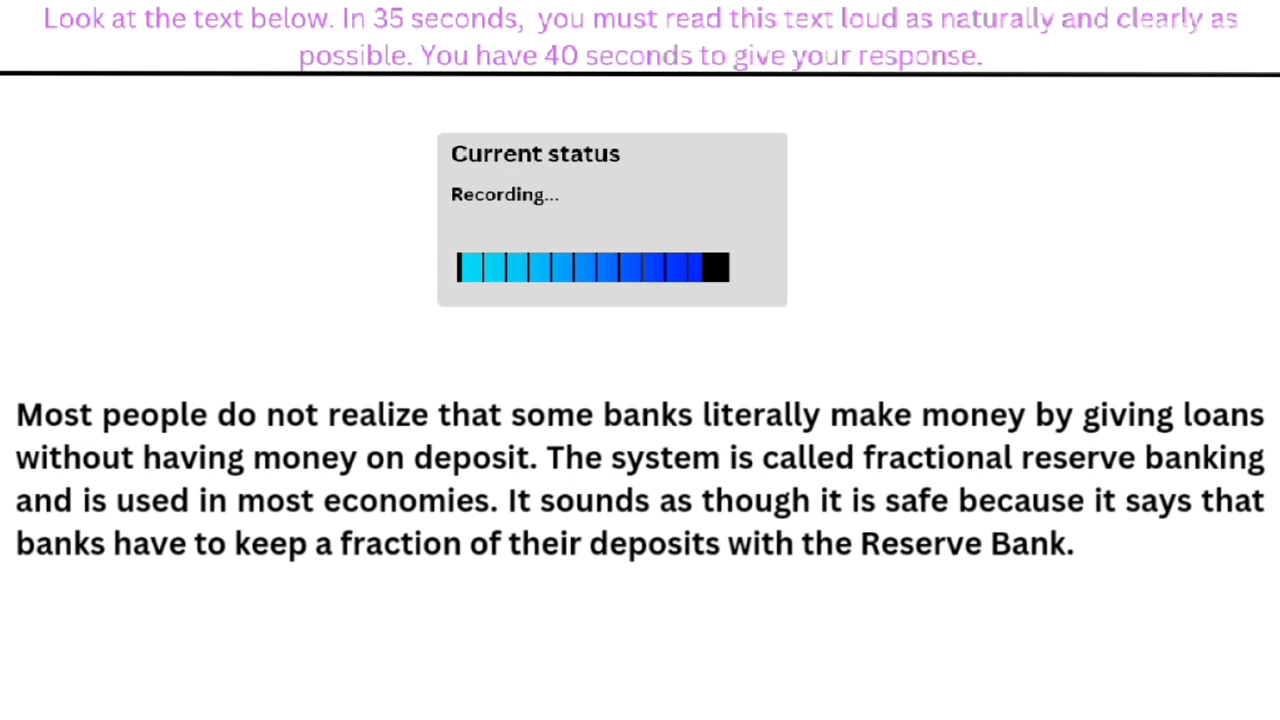 Look at the text below. In 35 seconds, you must read this text loud as naturally and clearly as
possible. You have 40 seconds to give your response.
Current status
Recording...
Most people do not realize that some banks literally make money by giving loans
without having money on deposit. The system is called fractional reserve banking
and is used in most economies. It sounds as though it is safe because it says that
banks have to keep a fraction of their deposits with the Reserve Bank.